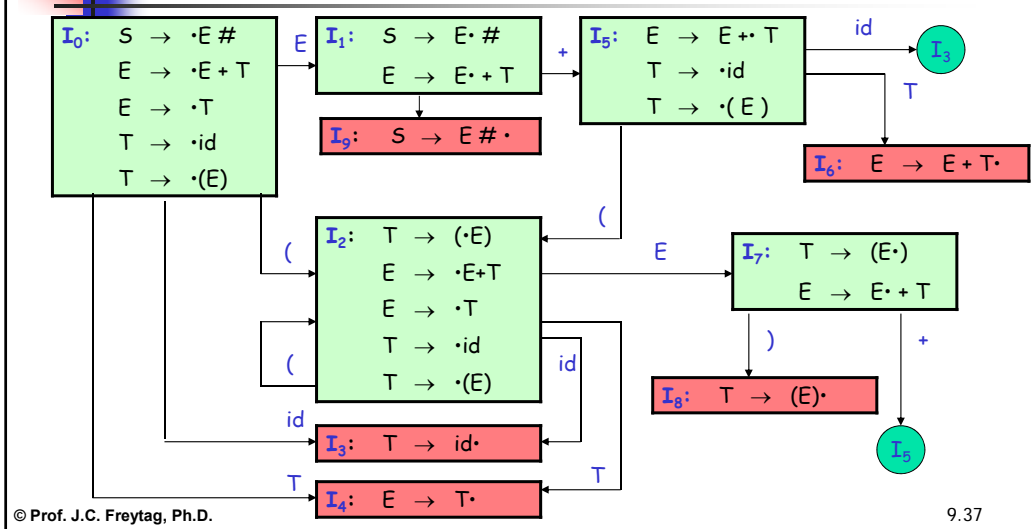 I0: S → ·E #
E → ·E + T
E → ·T
T → ·id
T → ·(E)
E
I1: S → E· #
E → E· + T
+
I5: E → E +· T
T → ·id
T → ·( E )
id
I3
T
I9: S → E # ·
I6: E → E + T·
(
(
I2: T → (·E)
E → ·E+T
E → ·T
T → ·id
T → ·(E)
E
I7: T → (E·)
E → E· + T
(
id
)
+
I8: T → (E)·
id
I3: T → id·
I5
T
I4: E → T·
T
© Prof. J.C. Freytag, Ph.D.
9.37